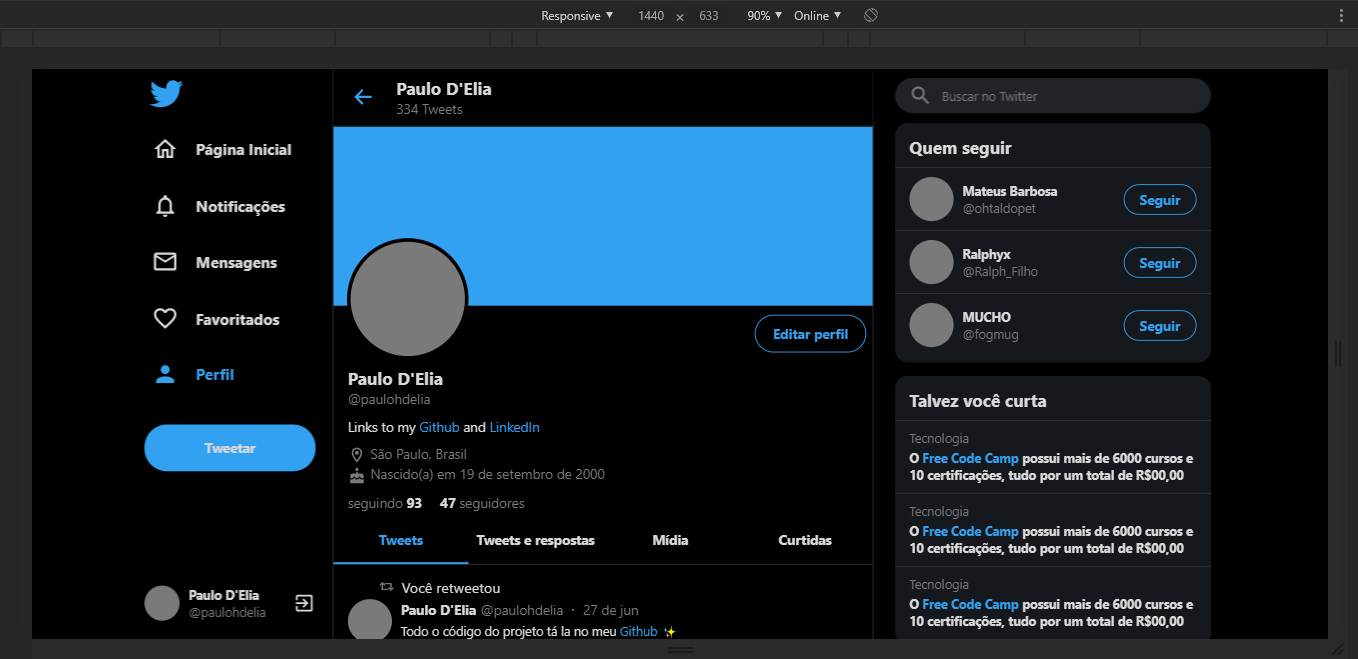 Responsive ▼ 1440 × 633 90% ▼ Online ▼
Página Inicial
Notificações
Mensagens
Favoritados
Perfil
Tweetar
Paulo D'Elia
@paulohdelia
Paulo D'Elia
334 Tweets
Editar perfil
Paulo D'Elia
@paulohdelia
Links to my Github and LinkedIn
São Paulo, Brasil
Nascido(a) em 19 de setembro de 2000
seguindo 93 47 seguidores
Tweets Tweets e respostas Mídia Curtidas
Você retweetou
Paulo D'Elia @paulohdelia · 27 de jun
Todo o código do projeto tá la no meu Github ✨
Buscar no Twitter
Quem seguir
Mateus Barbosa
@ohtaldopet
Seguir
Ralphyx
@Ralph_Filho
Seguir
MUCHO
@fogmug
Seguir
Talvez você curta
Tecnologia
O Free Code Camp possui mais de 6000 cursos e
10 certificações, tudo por um total de R$00,00
Tecnologia
O Free Code Camp possui mais de 6000 cursos e
10 certificações, tudo por um total de R$00,00
Tecnologia
O Free Code Camp possui mais de 6000 cursos e
10 certificações, tudo por um total de R$00,00